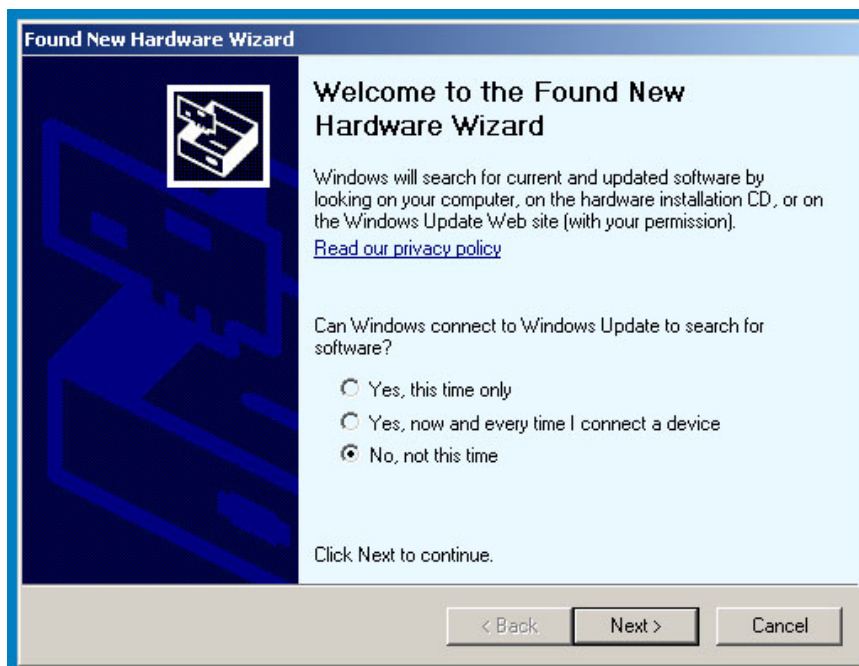 Found New Hardware Wizard
Welcome to the Found New
Hardware Wizard
Windows will search for current and updated software by
looking on your computer, on the hardware installation CD, or on
the Windows Update Web site (with your permission).
Read our privacy policy
Can Windows connect to Windows Update to search for
software?
Yes, this time only
Yes, now and every time I connect a device
No, not this time
Click Next to continue.
< Back
Next >
Cancel